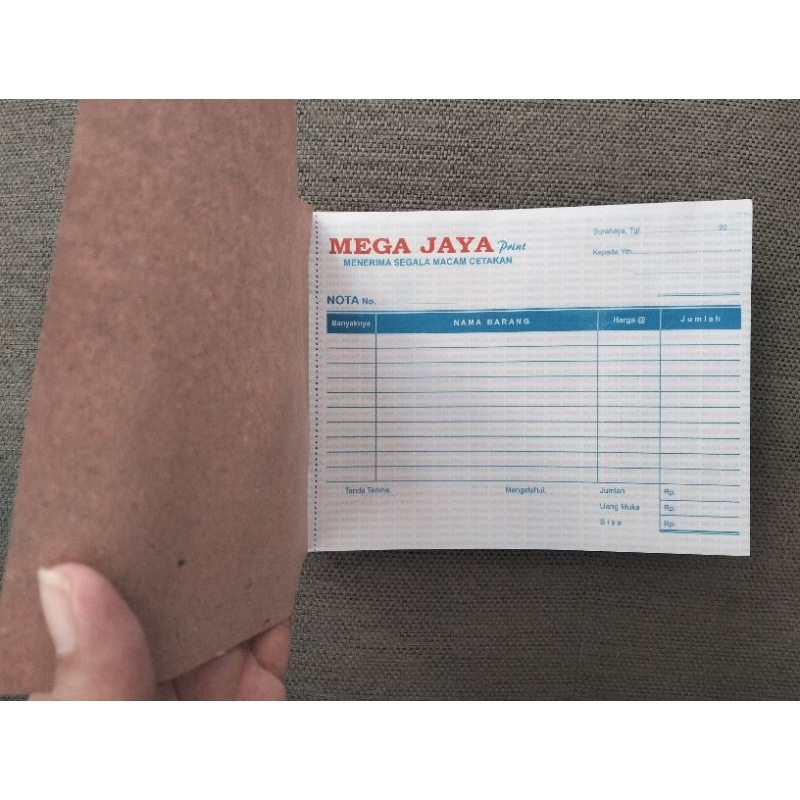 MEGA JAYA Print
MENERIMA SEGALA MACAM CETAKAN
Surabaya, Tgl. 20
Kepada Yth.
NOTA No.
Banyaknya NAMA BARANG Harga @ Jumlah
Tanda Terima, Mengetahui, Jumlah Rp.
Uang Muka Rp.
Sisa Rp.